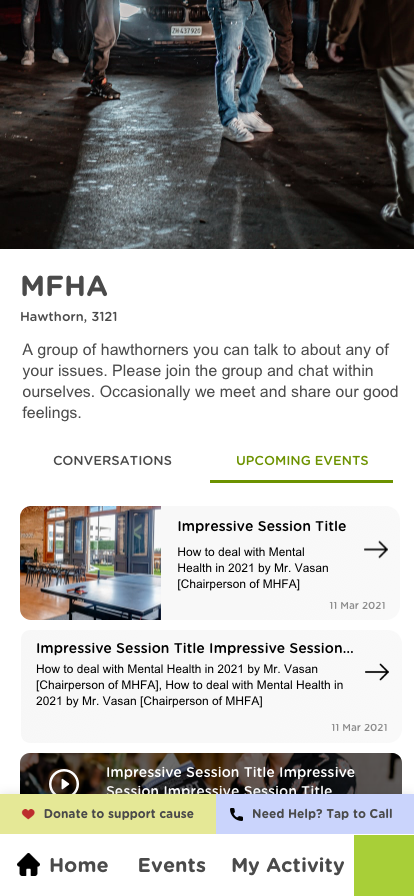 ZH 437920
MFHA
Hawthorn, 3121
A group of hawthorners you can talk to about any of
your issues. Please join the group and chat within
ourselves. Occasionally we meet and share our good
feelings.
CONVERSATIONS
UPCOMING EVENTS
Impressive Session Title
How to deal with Mental
Health in 2021 by Mr. Vasan
[Chairperson of MHFA]
11 Mar 2021
Impressive Session Title Impressive Session...
How to deal with Mental Health in 2021 by Mr. Vasan
[Chairperson of MHFA], How to deal with Mental Health in
2021 by Mr. Vasan [Chairperson of MHFA]
11 Mar 2021
Impressive Session Title Impressive
Session Impressive Session Title
Donate to support cause
Need Help? Tap to Call
Home
Events
My Activity